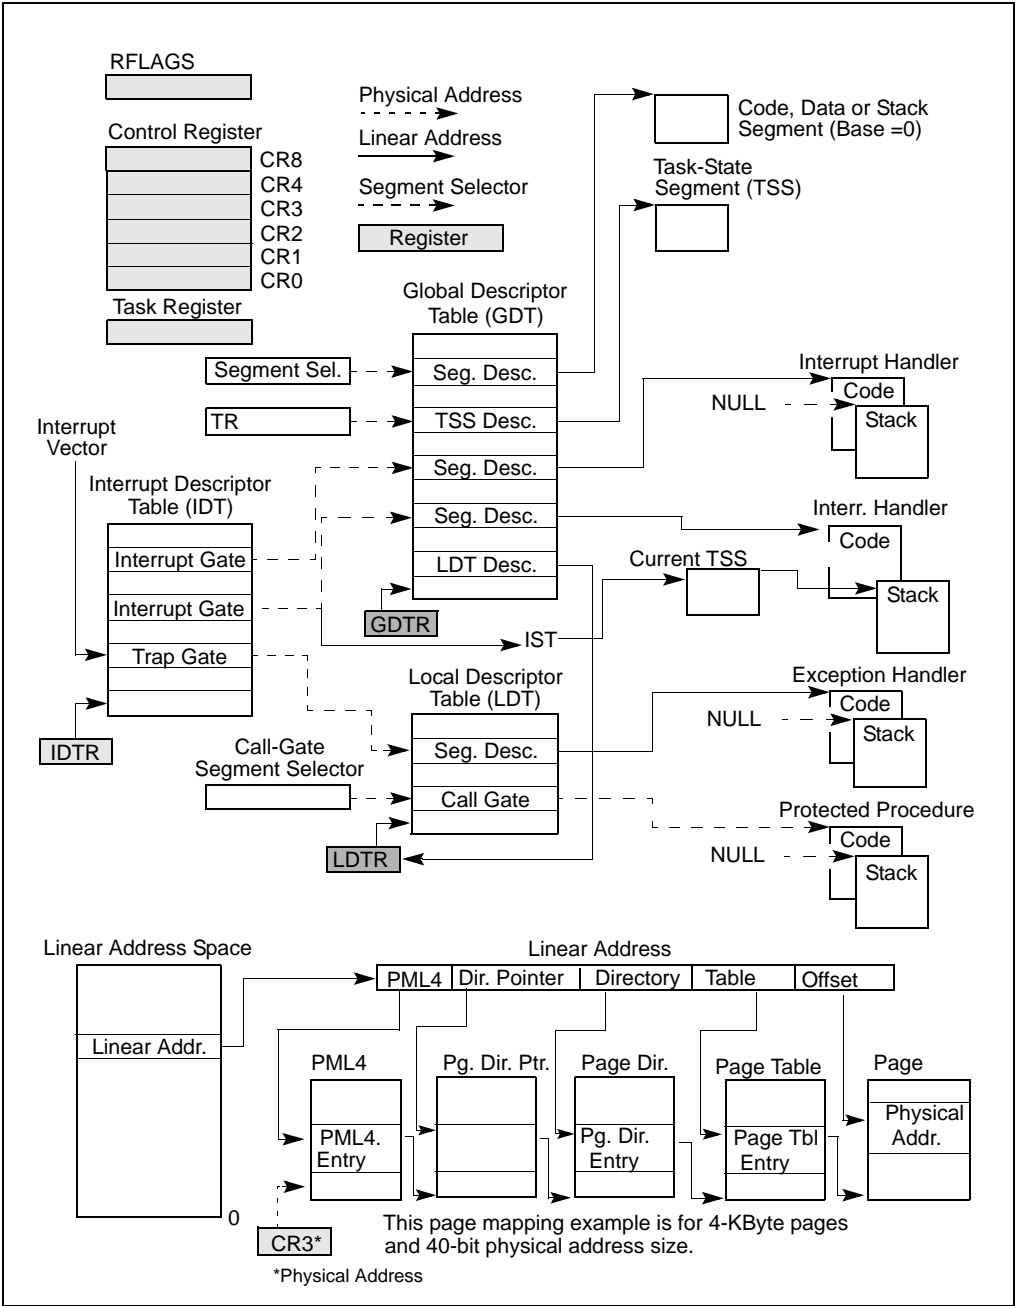 RFLAGS
Control Register
CR8
CR4
CR3
CR2
CR1
CR0
Task Register
Physical Address
Linear Address
Segment Selector
Register
Code, Data or Stack
Segment (Base =0)
Task-State
Segment (TSS)
Global Descriptor
Table (GDT)
Segment Sel.
Seg. Desc.
TR
TSS Desc.
Seg. Desc.
Seg. Desc.
LDT Desc.
GDTR
Interrupt
Vector
Interrupt Descriptor
Table (IDT)
Interrupt Gate
Interrupt Gate
Trap Gate
IDTR
Interrupt Handler
Code
NULL
Stack
Interr. Handler
Code
Current TSS
Stack
IST
Local Descriptor
Table (LDT)
Seg. Desc.
Call-Gate
Segment Selector
Call Gate
LDTR
Exception Handler
Code
NULL
Stack
Protected Procedure
Code
NULL
Stack
Linear Address Space
Linear Addr.
0
Linear Address
PML4 Dir. Pointer Directory Table Offset
PML4
PML4.
Entry
Pg. Dir. Ptr.
Page Dir.
Pg. Dir.
Entry
Page Table
Page Tbl
Entry
Page
Physical
Addr.
CR3*
This page mapping example is for 4-KByte pages
and 40-bit physical address size.
*Physical Address